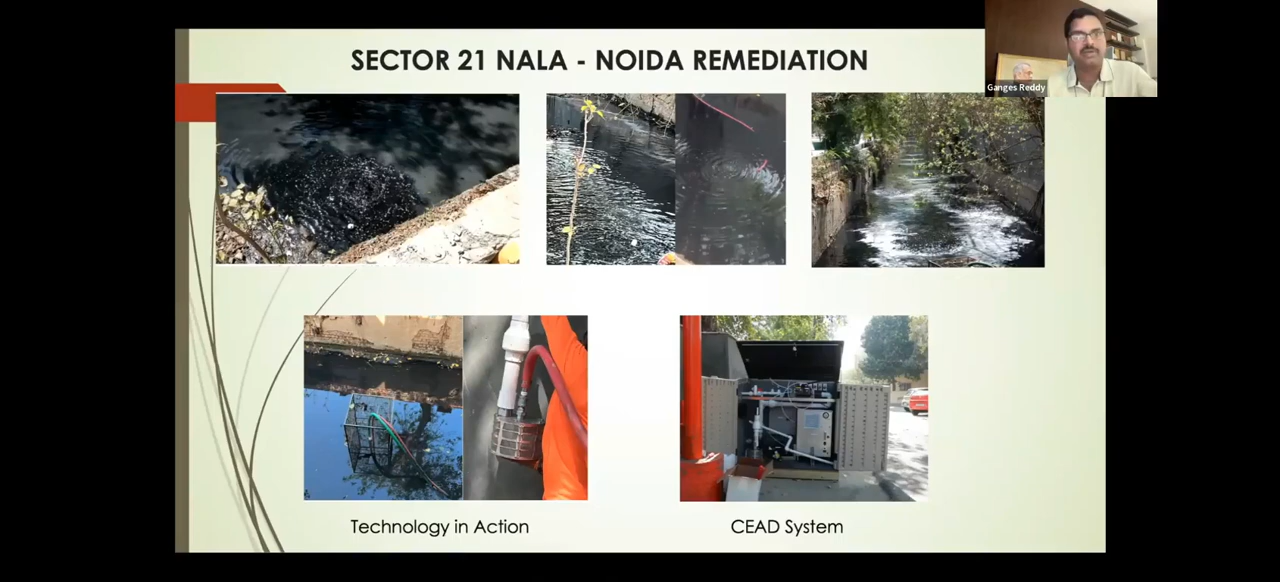 SECTOR 21 NALA - NOIDA REMEDIATION
Ganges Reddy
Technology in Action
CEAD System